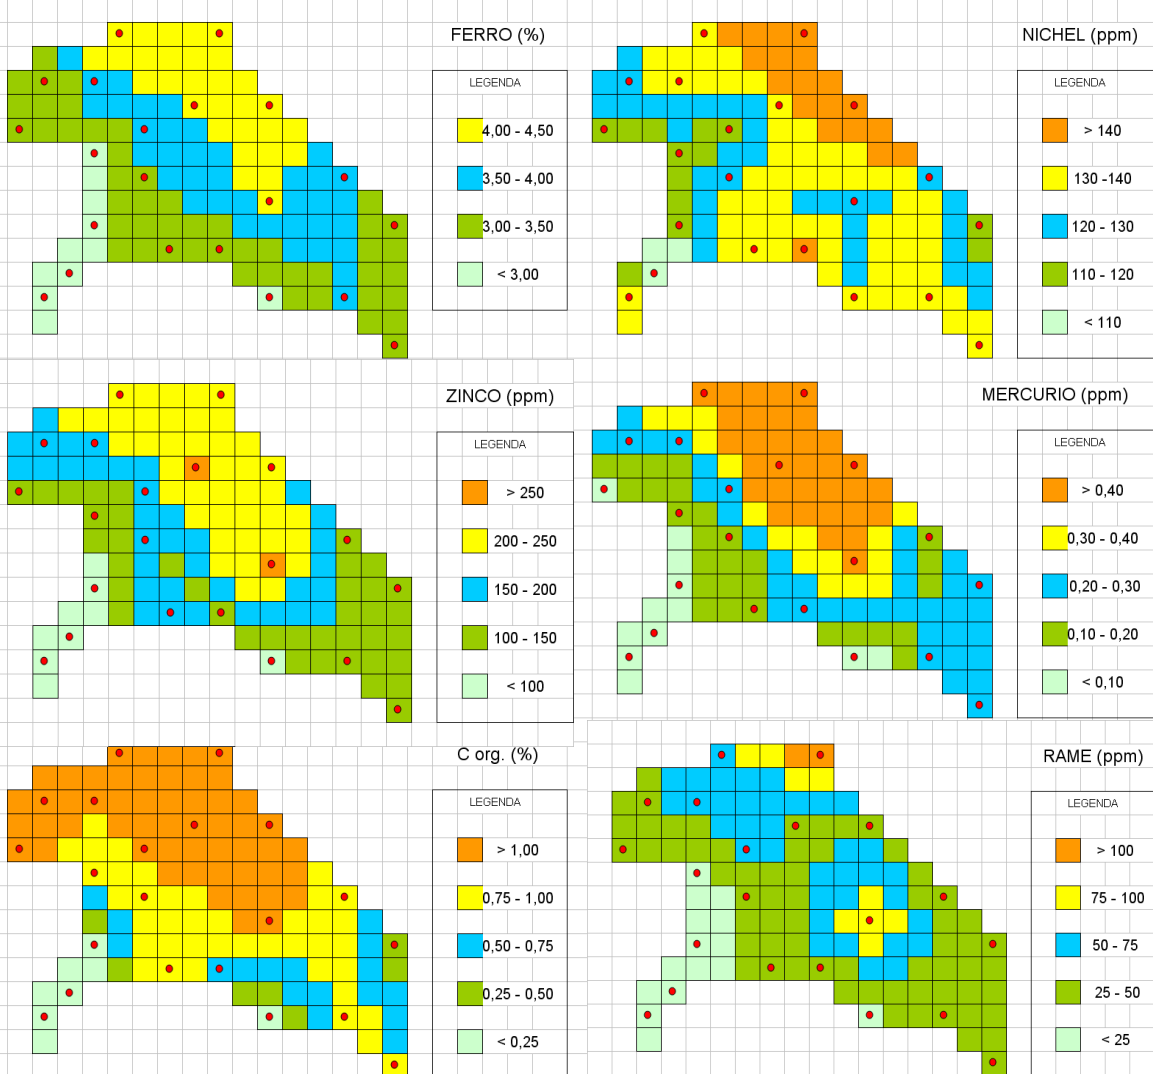 FERRO (%)
LEGENDA
4,00 - 4,50
3,50 - 4,00
3,00 - 3,50
< 3,00
NICHEL (ppm)
LEGENDA
> 140
130 -140
120 - 130
110 - 120
< 110
ZINCO (ppm)
LEGENDA
> 250
200 - 250
150 - 200
100 - 150
< 100
MERCURIO (ppm)
LEGENDA
> 0,40
0,30 - 0,40
0,20 - 0,30
0,10 - 0,20
< 0,10
C org. (%)
LEGENDA
> 1,00
0,75 - 1,00
0,50 - 0,75
0,25 - 0,50
< 0,25
RAME (ppm)
LEGENDA
> 100
75 - 100
50 - 75
25 - 50
< 25